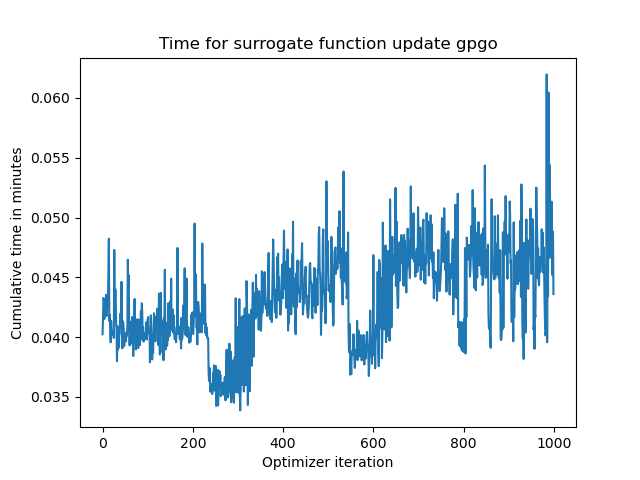 Time for surrogate function update gpgo
Cumulative time in minutes
0.060
0.055
0.050
0.045
0.040
0.035
0 200 400 600 800 1000
Optimizer iteration